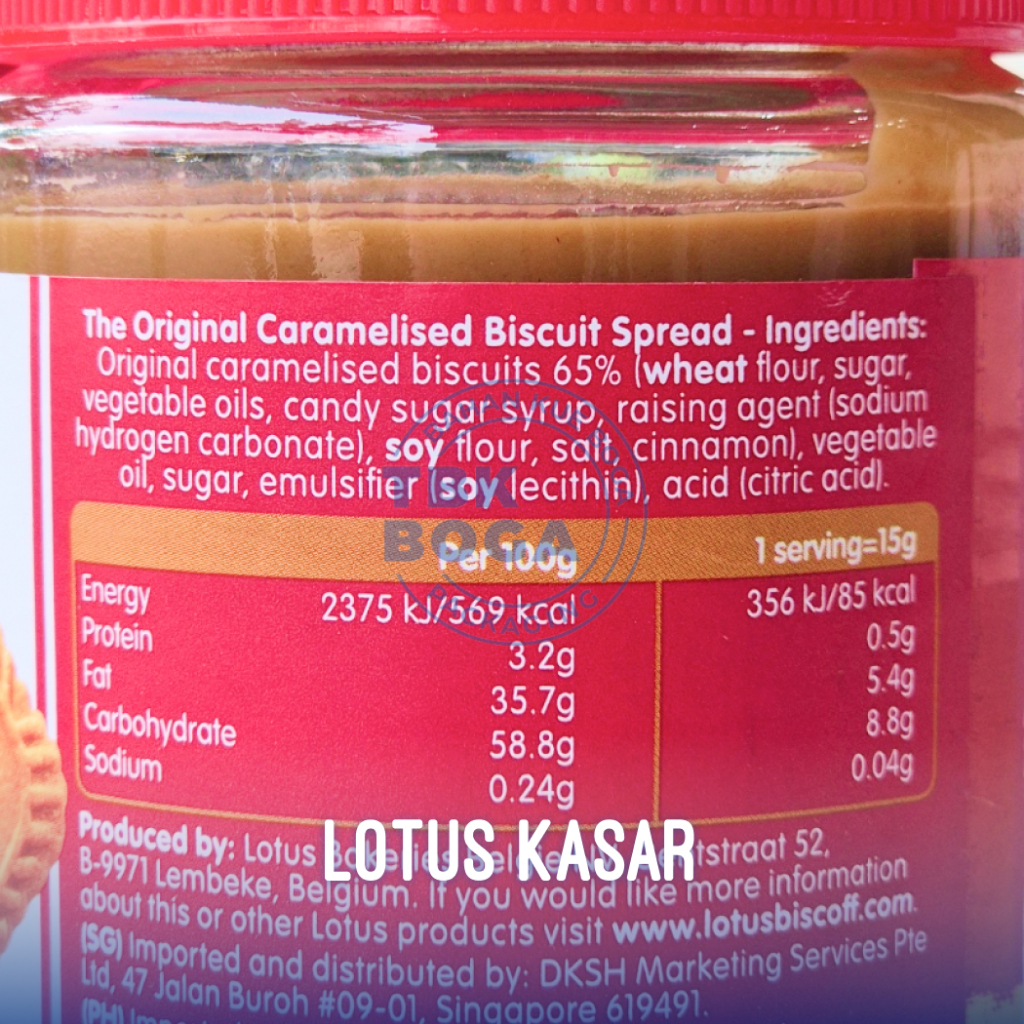 The Original Caramelised Biscuit Spread - Ingredients:
Original caramelised biscuits 65% (wheat flour, sugar,
vegetable oils, candy sugar syrup, raising agent (sodium
hydrogen carbonate), soy flour, salt, cinnamon), vegetable
oil, sugar, emulsifier (soy lecithin), acid (citric acid).
TBK
BOGA
Per 100g 1 serving=15g
Energy 2375 kJ/569 kcal 356 kJ/85 kcal
Protein 3.2g 0.5g
Fat 35.7g 5.4g
Carbohydrate 58.8g 8.8g
Sodium 0.24g 0.04g
LOTUS KASAR
Produced by: Lotus Bakeries 52,
B-9971 Lembeke, Belgium. If you would like more information
about this or other Lotus products visit www.lotusbiscoff.com.
(SG) Imported and distributed by: DKSH Marketing Services Pte
Ltd, 47 Jalan Buroh #09-01, Singapore 619491.
(PH)